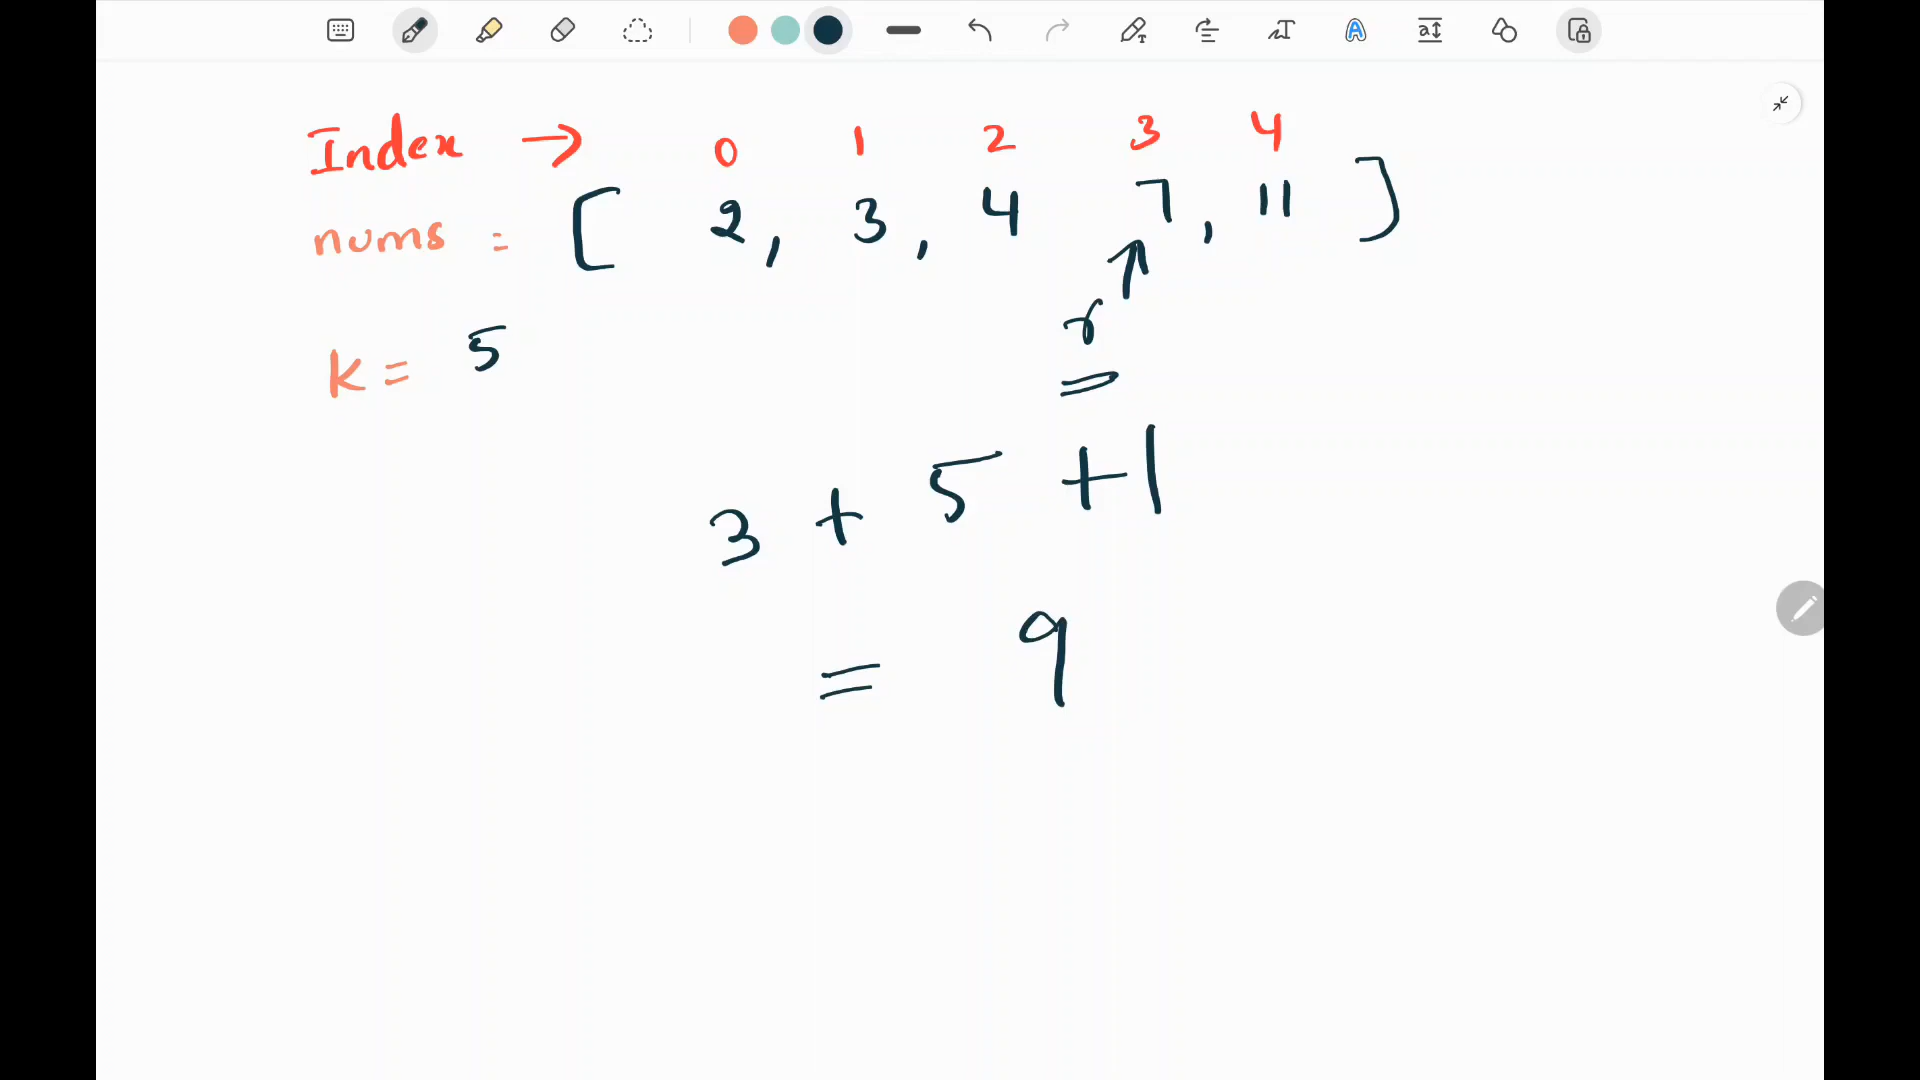 Index → 0 1 2 3 4
nums = [ 2, 3, 4 7, 11 ]
r
k = 5
3 + 5 + 1
= 9